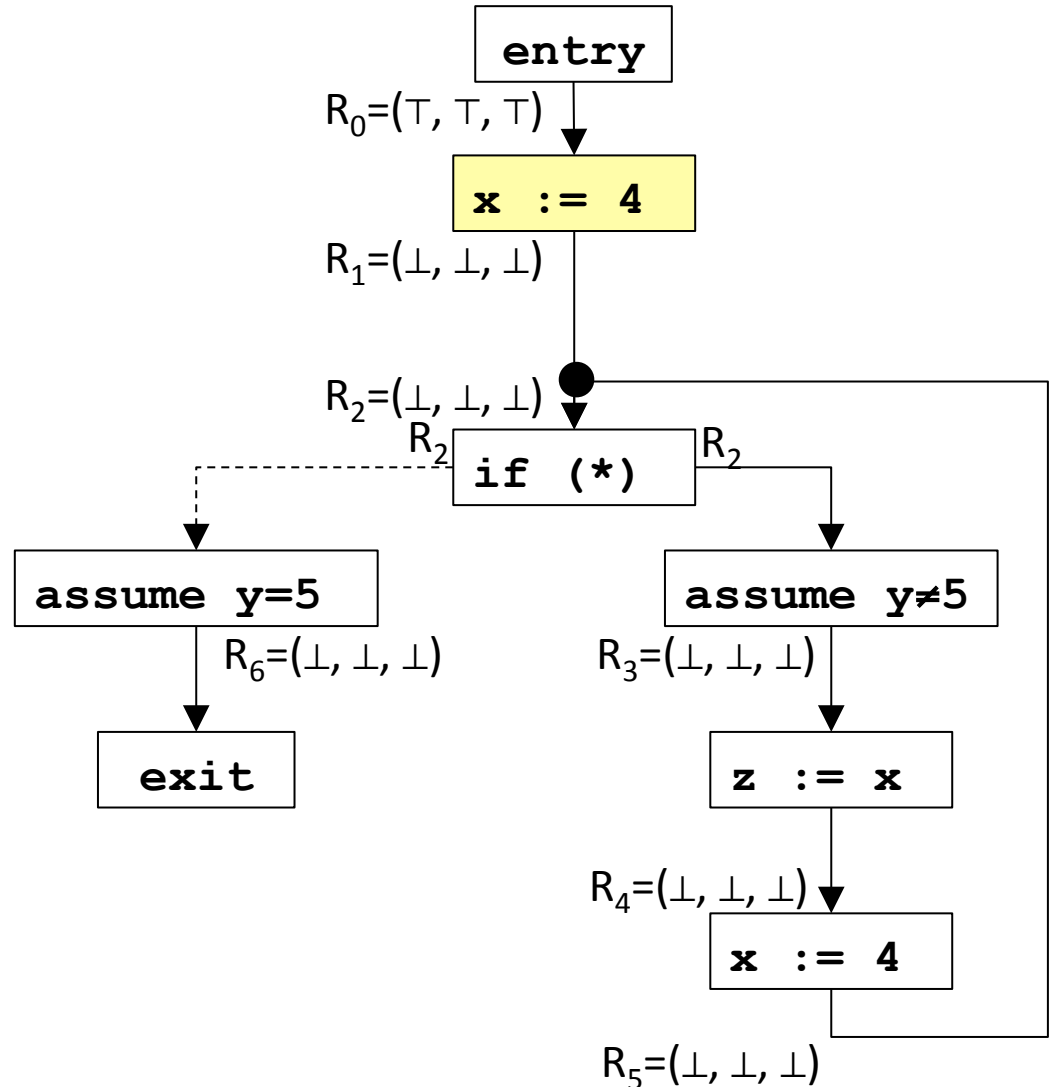 entry
R₀=(⊤, ⊤, ⊤)
x := 4
R₁=(⊥, ⊥, ⊥)
R₂=(⊥, ⊥, ⊥)
R₂
if (*)
R₂
assume y=5
assume y≠5
R₆=(⊥, ⊥, ⊥)
R₃=(⊥, ⊥, ⊥)
exit
z := x
R₄=(⊥, ⊥, ⊥)
x := 4
R₅=(⊥, ⊥, ⊥)